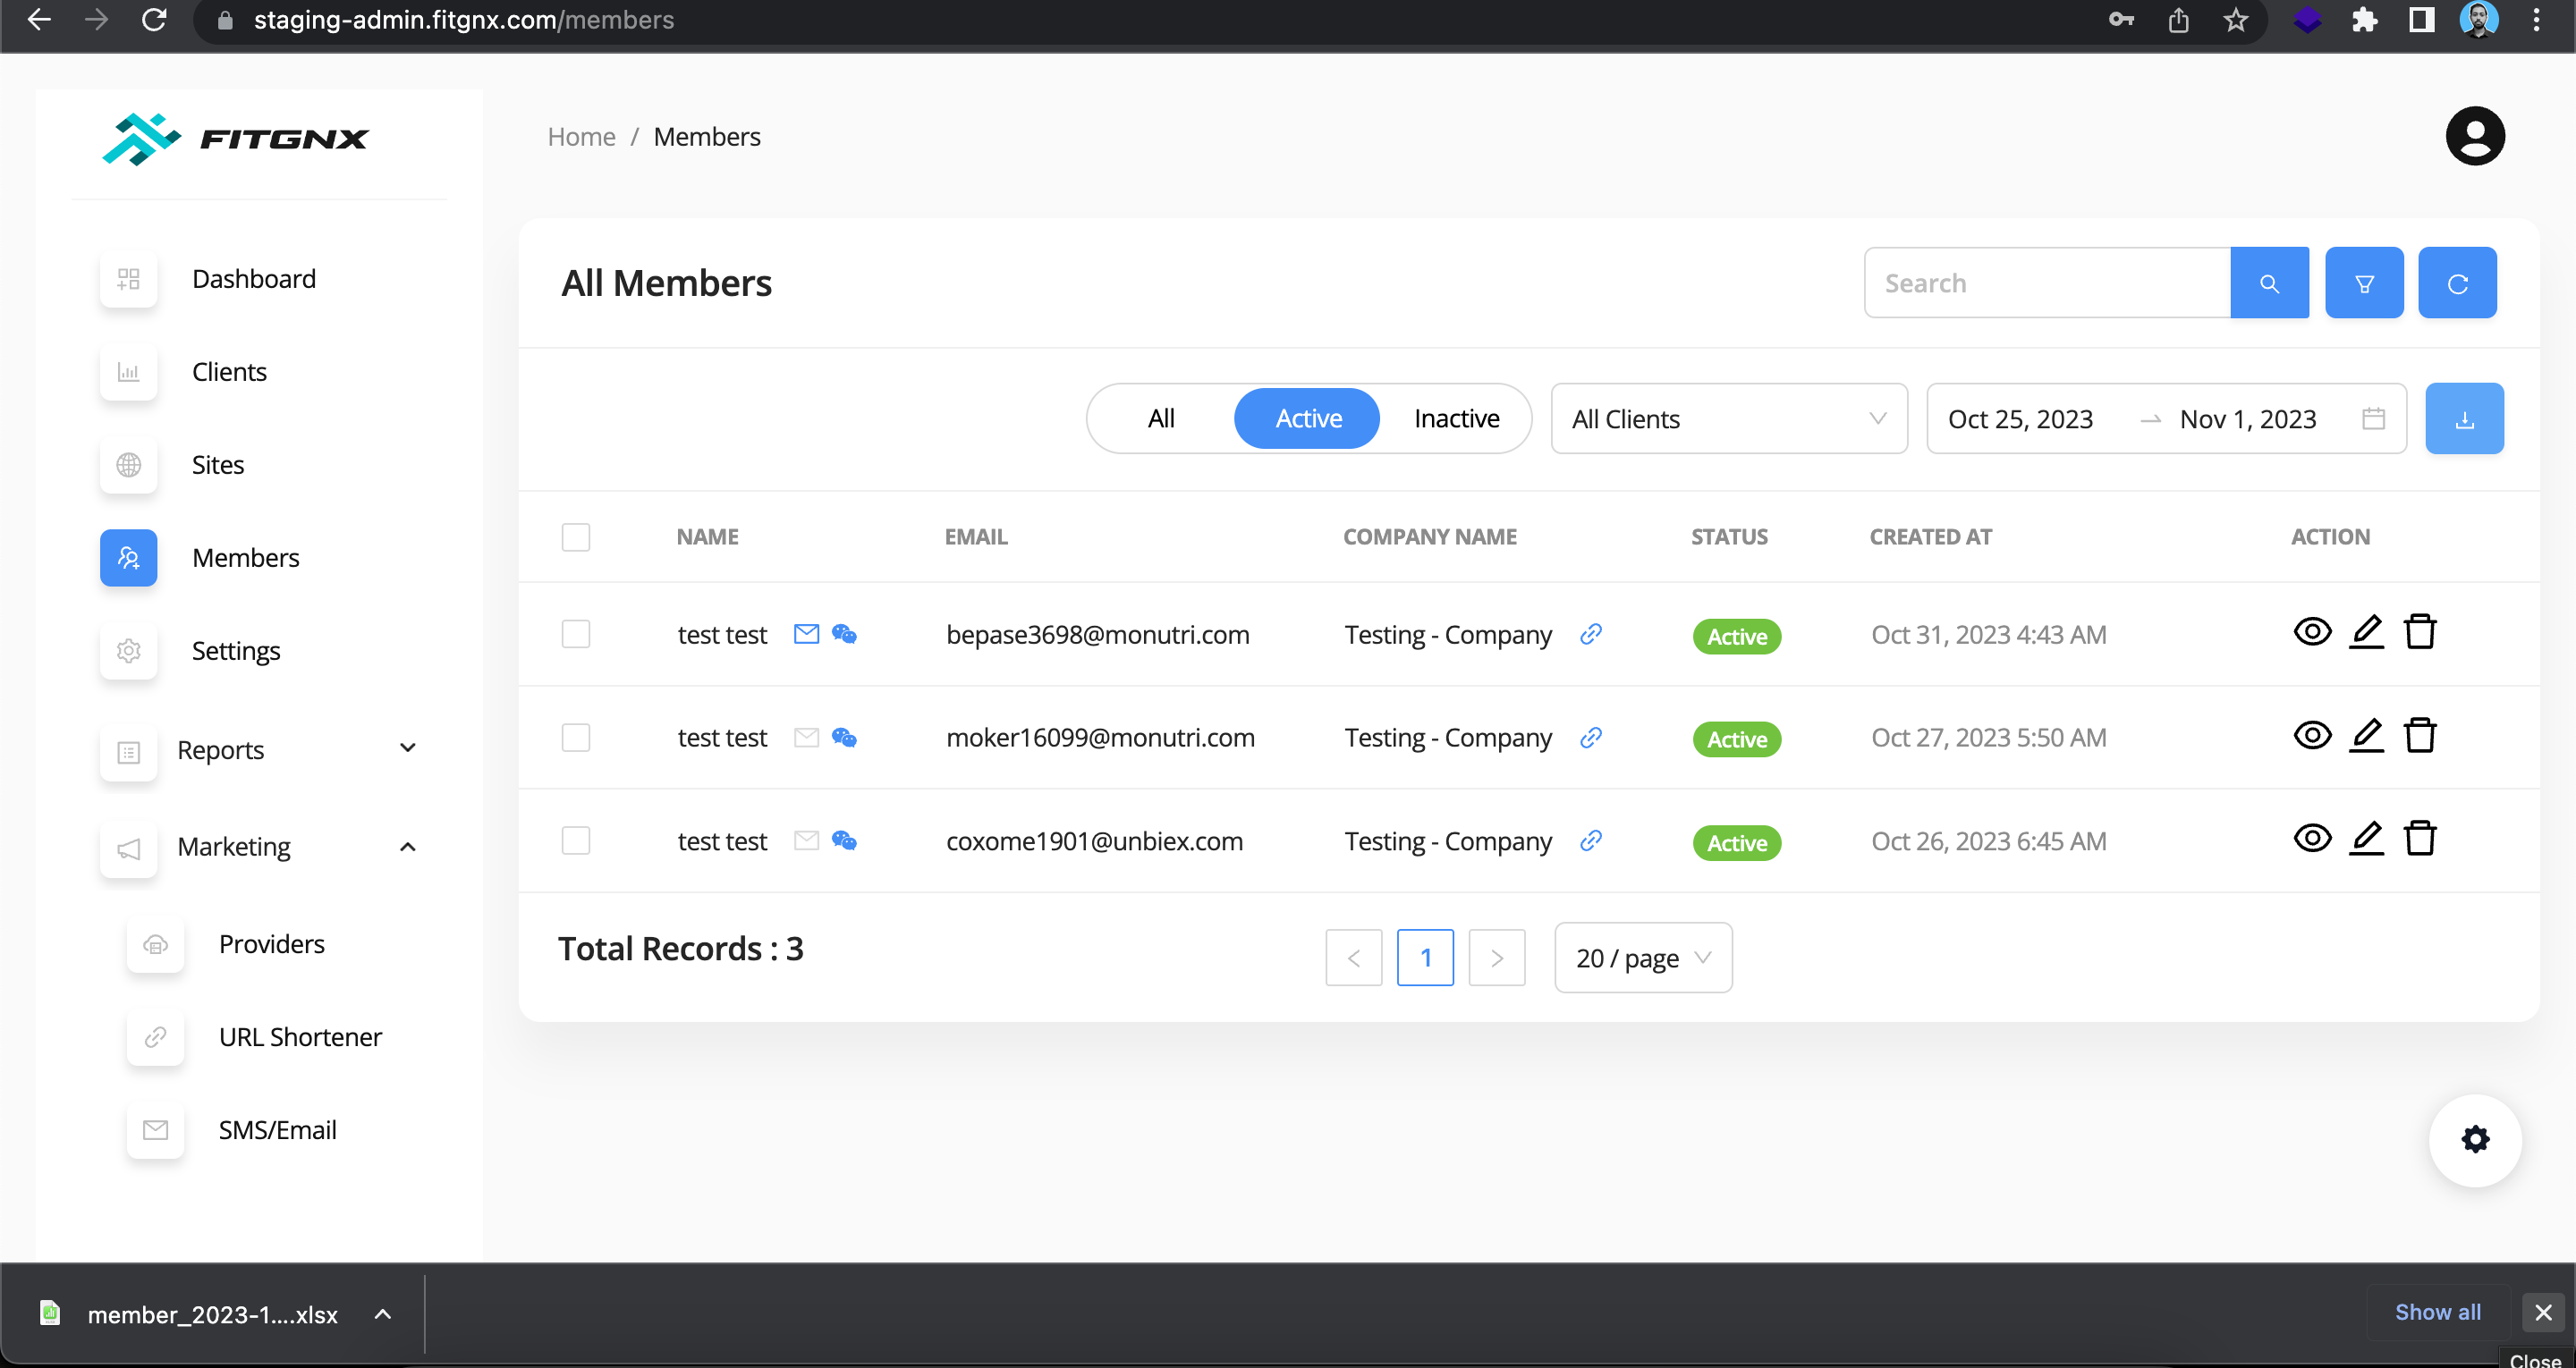 staging-admin.fitgnx.com/members
FITGNX
Home / Members
Dashboard
Clients
Sites
Members
Settings
Reports
Marketing
Providers
URL Shortener
SMS/Email
All Members
Search
All Active Inactive
All Clients
Oct 25, 2023 → Nov 1, 2023
NAME EMAIL COMPANY NAME STATUS CREATED AT ACTION
test test bepase3698@monutri.com Testing - Company Active Oct 31, 2023 4:43 AM
test test moker16099@monutri.com Testing - Company Active Oct 27, 2023 5:50 AM
test test coxome1901@unbiex.com Testing - Company Active Oct 26, 2023 6:45 AM
Total Records : 3
< 1 > 20 / page
member_2023-1....xlsx
Show all
Close